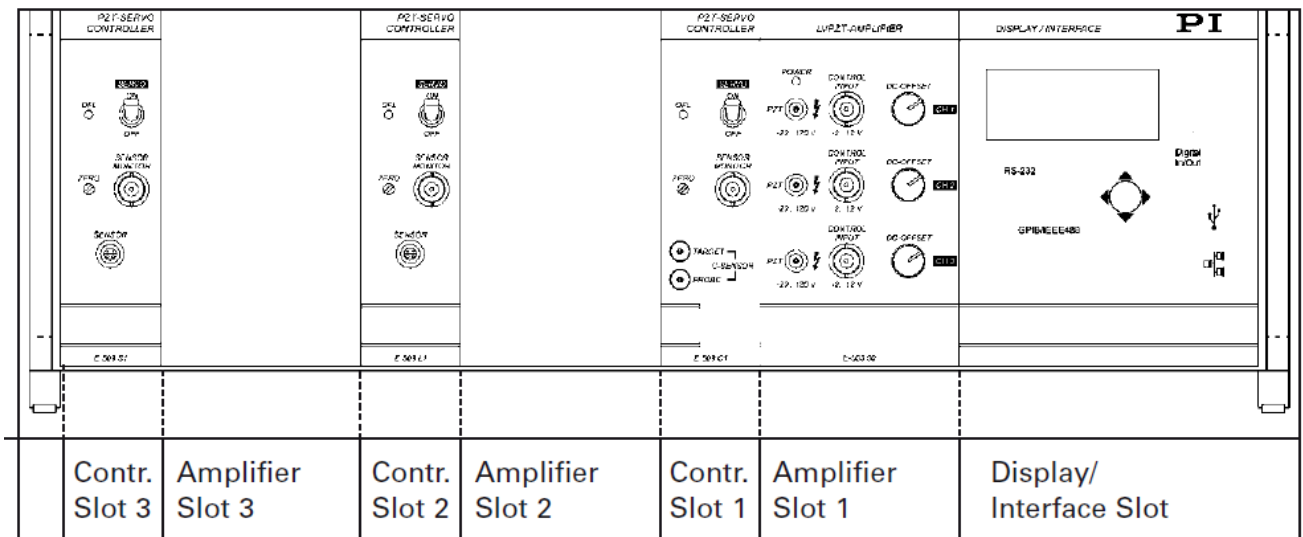 PZT-SERVO
CONTROLLER
SERVO
ON
OFL
OFF
SENSOR
MONITOR
ZERO
SENSOR
E 509 S1
PZT-SERVO
CONTROLLER
SERVO
ON
OFL
OFF
SENSOR
MONITOR
ZERO
SENSOR
PZT-SERVO
CONTROLLER
SERVO
ON
OFL
OFF
SENSOR
MONITOR
ZERO
TARGET
C-SENSOR
PROBE
LVPZT-AMPLIFIER
POWER
CONTROL
INPUT
DC-OFFSET
PZT
CH 1
CONTROL
INPUT
DC-OFFSET
PZT
CH 2
CONTROL
INPUT
DC-OFFSET
PZT
CH 3
DISPLAY / INTERFACE
PI
Digital
In/Out
RS-232
GPIB/IEEE488
Contr.
Slot 3
Amplifier
Slot 3
Contr.
Slot 2
Amplifier
Slot 2
Contr.
Slot 1
Amplifier
Slot 1
Display/
Interface Slot